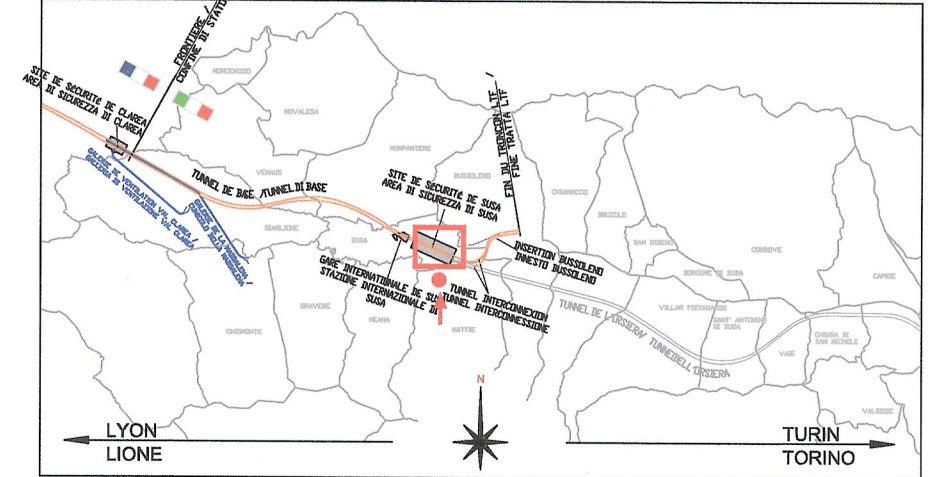 FRONTIERE /
CONFINE DI STATO
SITE DE SéCURITé DE CLAREA
AREA DI SICUREZZA DI CLAREA
MONCENISIO
NOVALESA
GALERIE DE VENTILATION VAL CLAREA /
GALLERIA DI VENTILAZIONE VAL CLAREA
GALERIE DE LA MADDALENA /
CUNICOLO DELLA MADDALENA
VENAUS
TUNNEL DE BASE /TUNNEL DI BASE
MOMPANTERO
SITE DE SéCURITé DE SUSA
AREA DI SICUREZZA DI SUSA
BUSSOLENO
FIN DU TRONCON LTF
FINE TRATTA LTF
CHIANOCCO
BRUZOLO
SAN DIDERO
CONDOVE
CAPRIE
BORGONE DI SUSA
GIAGLIONE
SUSA
GARE INTERNATIONALE DE SUSA
STAZIONE INTERNAZIONALE DI
SUSA
INSERTION BUSSOLENO
INNESTO BUSSOLENO
TUNNEL INTERCONNEXION
TUNNEL INTERCONNESSIONE
TUNNEL DE L'ORSIERA/ TUNNEL DELL'ORSIERA
VILLAR FOCCHIARDO
SANT' ANTONINO
DI SUSA
VAIE
CHIUSA DI
SAN MICHELE
VALGIOIE
CHIOMONTE
GRAVERE
MEANA
MATTIE
N
LYON
LIONE
TURIN
TORINO